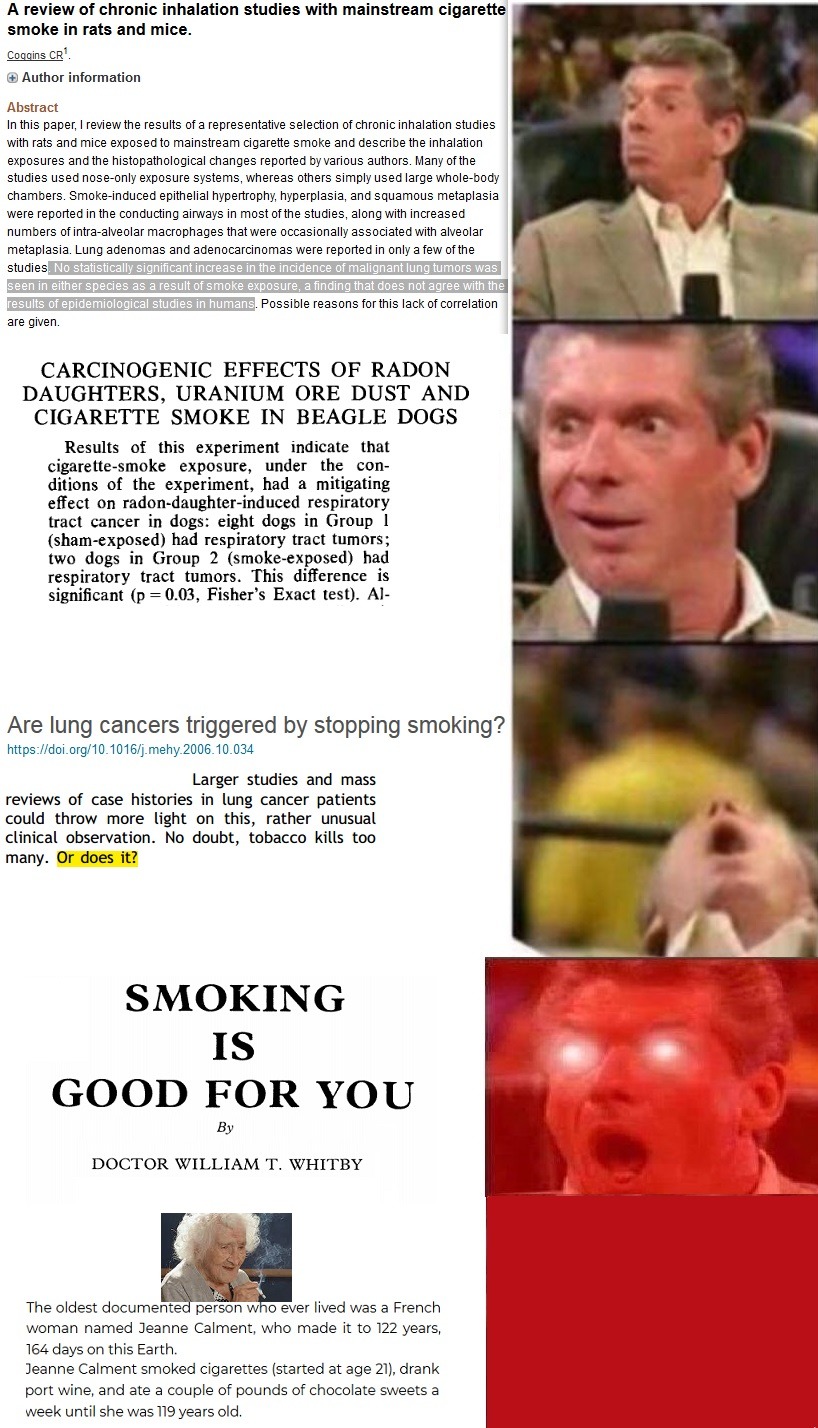 A review of chronic inhalation studies with mainstream cigarette
smoke in rats and mice.
Coggins CR1.
Author information
Abstract
In this paper, I review the results of a representative selection of chronic inhalation studies
with rats and mice exposed to mainstream cigarette smoke and describe the inhalation
exposures and the histopathological changes reported by various authors. Many of the
studies used nose-only exposure systems, whereas others simply used large whole-body
chambers. Smoke-induced epithelial hypertrophy, hyperplasia, and squamous metaplasia
were reported in the conducting airways in most of the studies, along with increased
numbers of intra-alveolar macrophages that were occasionally associated with alveolar
metaplasia. Lung adenomas and adenocarcinomas were reported in only a few of the
studies. No statistically significant increase in the incidence of malignant lung tumors was
seen in either species as a result of smoke exposure, a finding that does not agree with the
results of epidemiological studies in humans. Possible reasons for this lack of correlation
are given.
CARCINOGENIC EFFECTS OF RADON
DAUGHTERS, URANIUM ORE DUST AND
CIGARETTE SMOKE IN BEAGLE DOGS
Results of this experiment indicate that
cigarette-smoke exposure, under the con-
ditions of the experiment, had a mitigating
effect on radon-daughter-induced respiratory
tract cancer in dogs: eight dogs in Group 1
(sham-exposed) had respiratory tract tumors;
two dogs in Group 2 (smoke-exposed) had
respiratory tract tumors. This difference is
significant (p = 0.03, Fisher's Exact test). Al-
Are lung cancers triggered by stopping smoking?
https://doi.org/10.1016/j.mehy.2006.10.034
Larger studies and mass
reviews of case histories in lung cancer patients
could throw more light on this, rather unusual
clinical observation. No doubt, tobacco kills too
many. Or does it?
SMOKING
IS
GOOD FOR YOU
By
DOCTOR WILLIAM T. WHITBY
The oldest documented person who ever lived was a French
woman named Jeanne Calment, who made it to 122 years,
164 days on this Earth.
Jeanne Calment smoked cigarettes (started at age 21), drank
port wine, and ate a couple of pounds of chocolate sweets a
week until she was 119 years old.